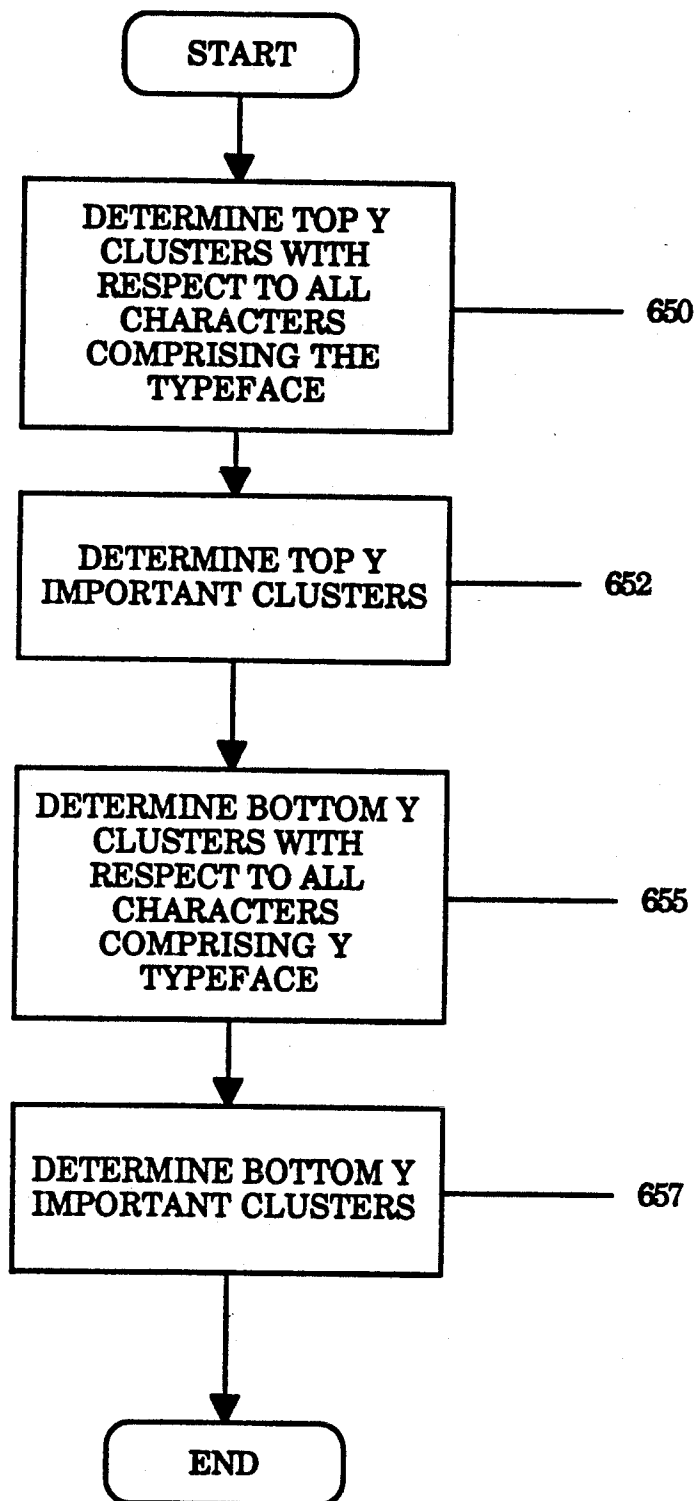 START
DETERMINE TOP Y
CLUSTERS WITH
RESPECT TO ALL
CHARACTERS
COMPRISING THE
TYPEFACE
650
DETERMINE TOP Y
IMPORTANT CLUSTERS
652
DETERMINE BOTTOM Y
CLUSTERS WITH
RESPECT TO ALL
CHARACTERS
COMPRISING Y
TYPEFACE
655
DETERMINE BOTTOM Y
IMPORTANT CLUSTERS
657
END